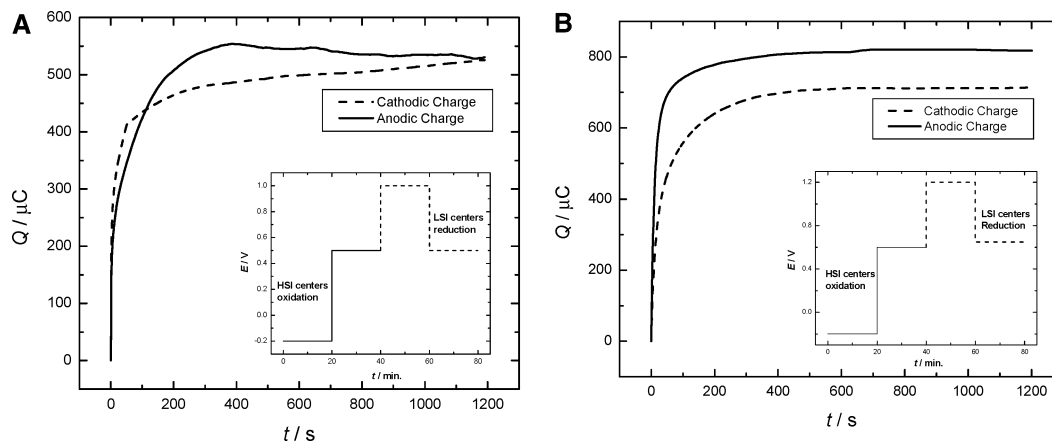 A
600
500
400
300
200
100
0
Q / µC
0 200 400 600 800 1000 1200
t / s
Cathodic Charge
Anodic Charge
1.0
0.8
0.6
0.4
0.2
0.0
-0.2
E / V
LSI centers
reduction
HSI centers
oxidation
0 20 40 60 80
t / min.
B
800
600
400
200
0
Q / µC
0 200 400 600 800 1000 1200
t / s
Cathodic Charge
Anodic Charge
1.2
0.8
0.4
0.0
E / V
LSI centers
Reduction
HSI centers
oxidation
0 20 40 60 80
t / min.